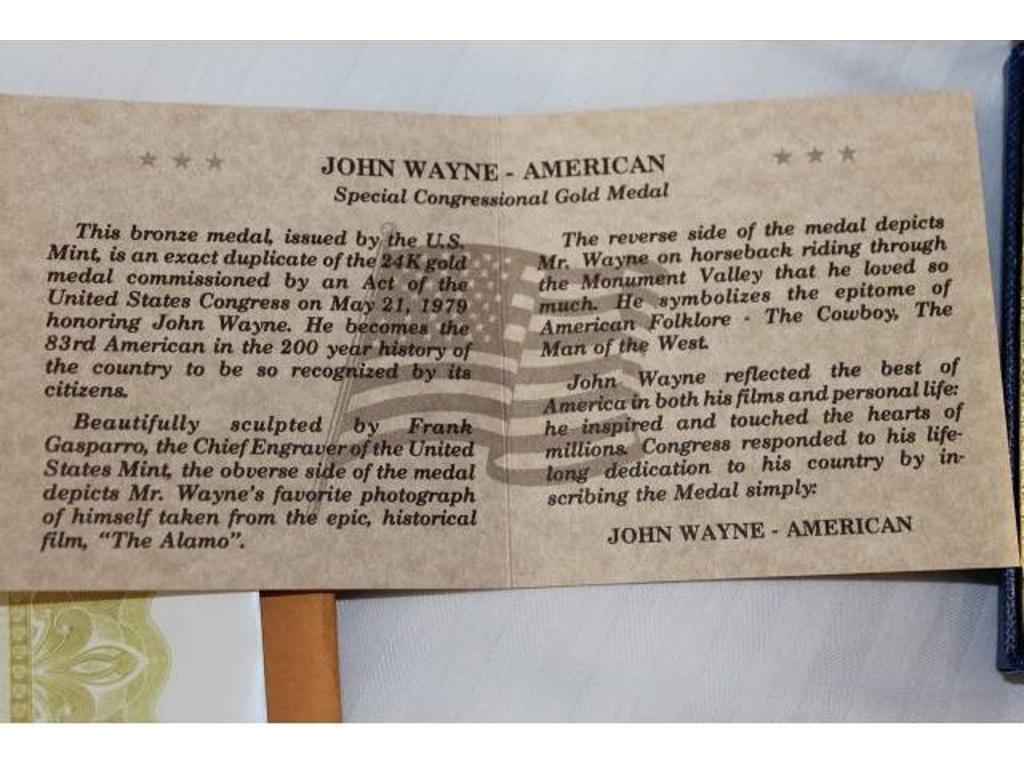 JOHN WAYNE - AMERICAN
Special Congressional Gold Medal
This bronze medal, issued by the U.S.
Mint, is an exact duplicate of the 24K gold
medal commissioned by an Act of the
United States Congress on May 21, 1979
honoring John Wayne. He becomes the
83rd American in the 200 year history of
the country to be so recognized by its
citizens.
Beautifully sculpted by Frank
Gasparro, the Chief Engraver of the United
States Mint, the obverse side of the medal
depicts Mr. Wayne's favorite photograph
of himself taken from the epic, historical
film, "The Alamo".
The reverse side of the medal depicts
Mr. Wayne on horseback riding through
the Monument Valley that he loved so
much. He symbolizes the epitome of
American Folklore - The Cowboy, The
Man of the West.
John Wayne reflected the best of
America in both his films and personal life:
he inspired and touched the hearts of
millions. Congress responded to his life-
long dedication to his country by in-
scribing the Medal simply:
JOHN WAYNE - AMERICAN